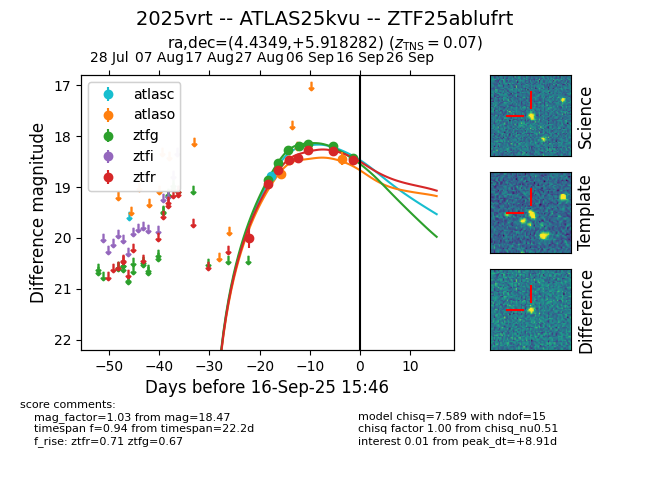 2025vrt -- ATLAS25kvu -- ZTF25ablufrt
ra,dec=(4.4349,+5.918282) (zTNS = 0.07)
28 Jul 07 Aug 17 Aug 27 Aug 06 Sep 16 Sep 26 Sep
17
18
19
20
21
22
Difference magnitude
atlasc
atlaso
ztfg
ztfi
ztfr
−50 −40 −30 −20 −10 0 10
Days before 16-Sep-25 15:46
Science
Template
Difference
score comments:
mag_factor=1.03 from mag=18.47
timespan f=0.94 from timespan=22.2d
f_rise: ztfr=0.71 ztfg=0.67
model chisq=7.589 with ndof=15
chisq factor 1.00 from chisq_nu0.51
interest 0.01 from peak_dt=+8.91d